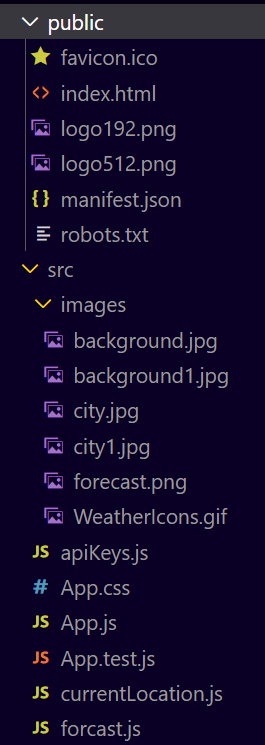 public
favicon.ico
index.html
logo192.png
logo512.png
manifest.json
robots.txt
src
images
background.jpg
background1.jpg
city.jpg
city1.jpg
forecast.png
WeatherIcons.gif
JS apiKeys.js
# App.css
JS App.js
JS App.test.js
JS currentLocation.js
JS forcast.js